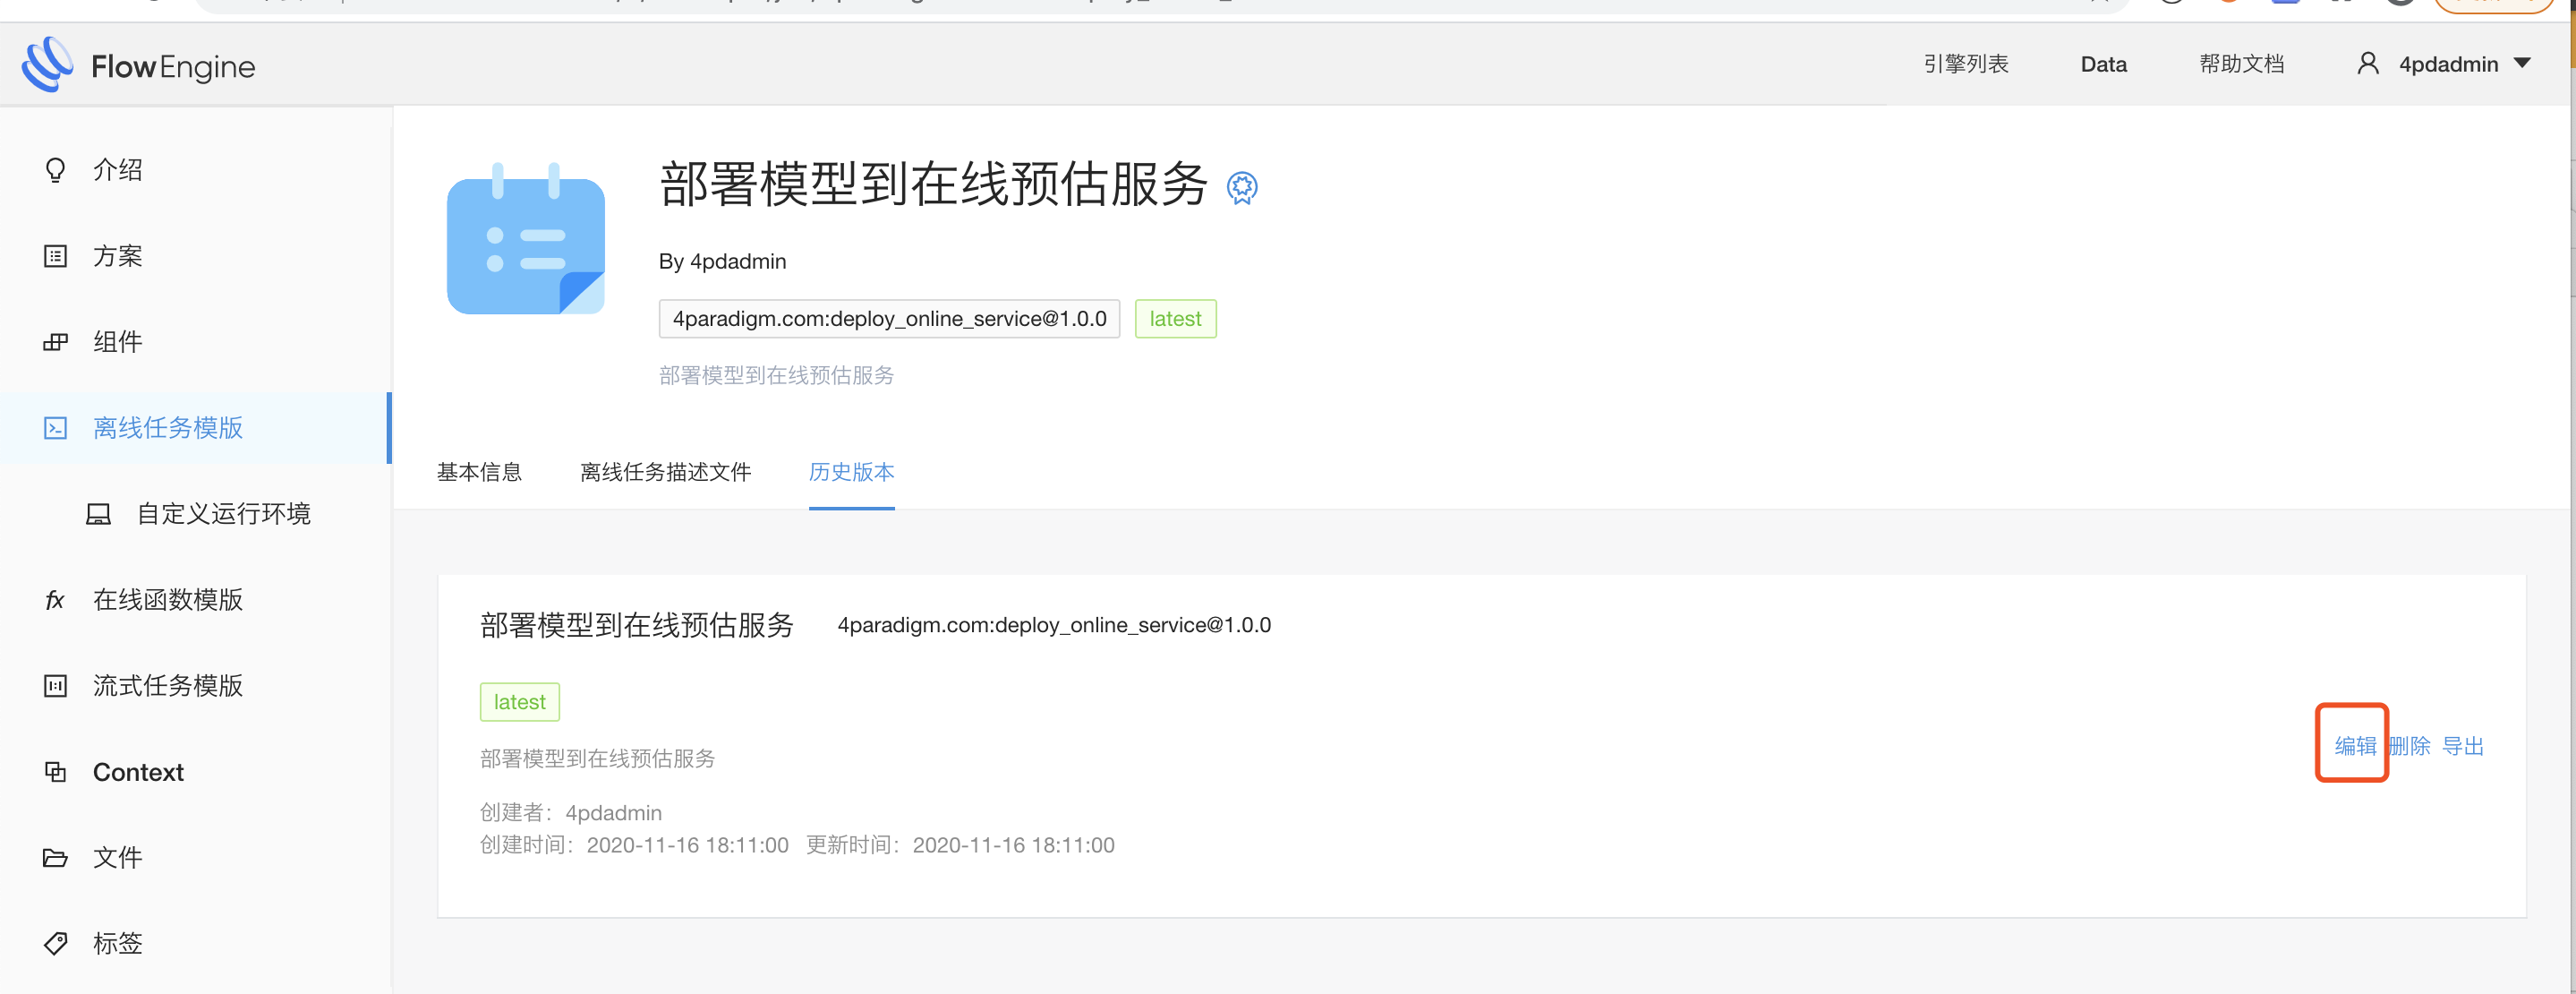 FlowEngine
引擎列表
Data
帮助文档
4pdadmin
介绍
方案
组件
离线任务模版
自定义运行环境
fx 在线函数模版
流式任务模版
Context
文件
标签
部署模型到在线预估服务
By 4pdadmin
4paradigm.com:deploy_online_service@1.0.0 latest
部署模型到在线预估服务
基本信息 离线任务描述文件 历史版本
部署模型到在线预估服务 4paradigm.com:deploy_online_service@1.0.0
latest
编辑 删除 导出
部署模型到在线预估服务
创建者：4pdadmin
创建时间：2020-11-16 18:11:00 更新时间：2020-11-16 18:11:00